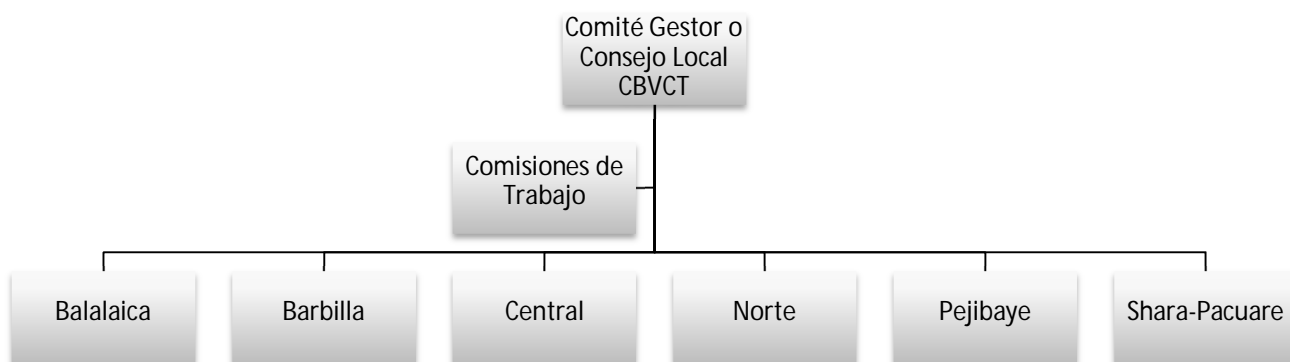 Comité Gestor o
Consejo Local
CBVCT
Comisiones de
Trabajo
Balalaica
Barbilla
Central
Norte
Pejibaye
Shara-Pacuare